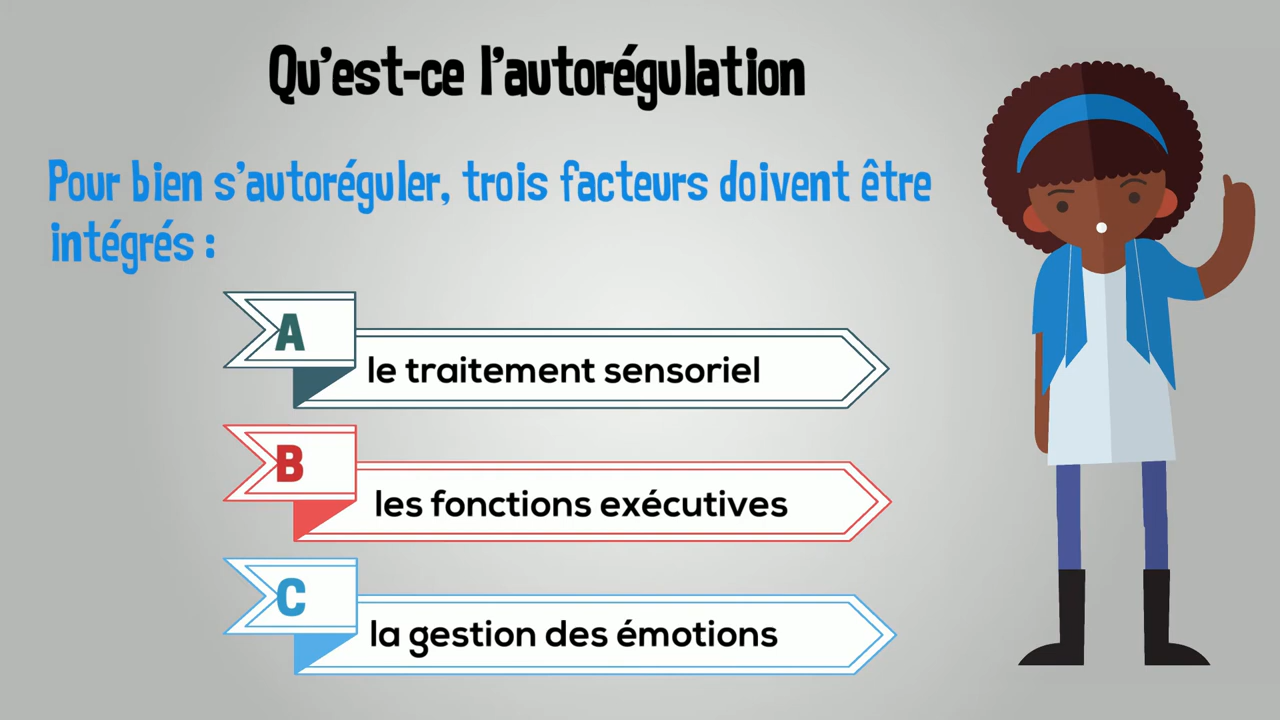 Qu'est-ce l'autorégulation
Pour bien s'autoréguler, trois facteurs doivent être
intégrés :
A
le traitement sensoriel
B
les fonctions exécutives
C
la gestion des émotions